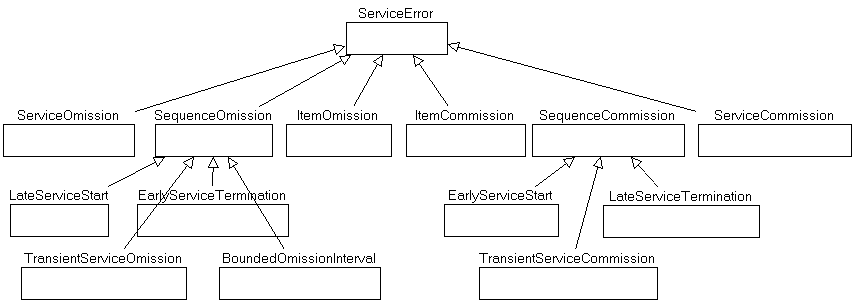 ServiceError
ServiceOmission
SequenceOmission
ItemOmission
ItemCommission
SequenceCommission
ServiceCommission
LateServiceStart
EarlyServiceTermination
EarlyServiceStart
LateServiceTermination
TransientServiceOmission
BoundedOmissionInterval
TransientServiceCommission